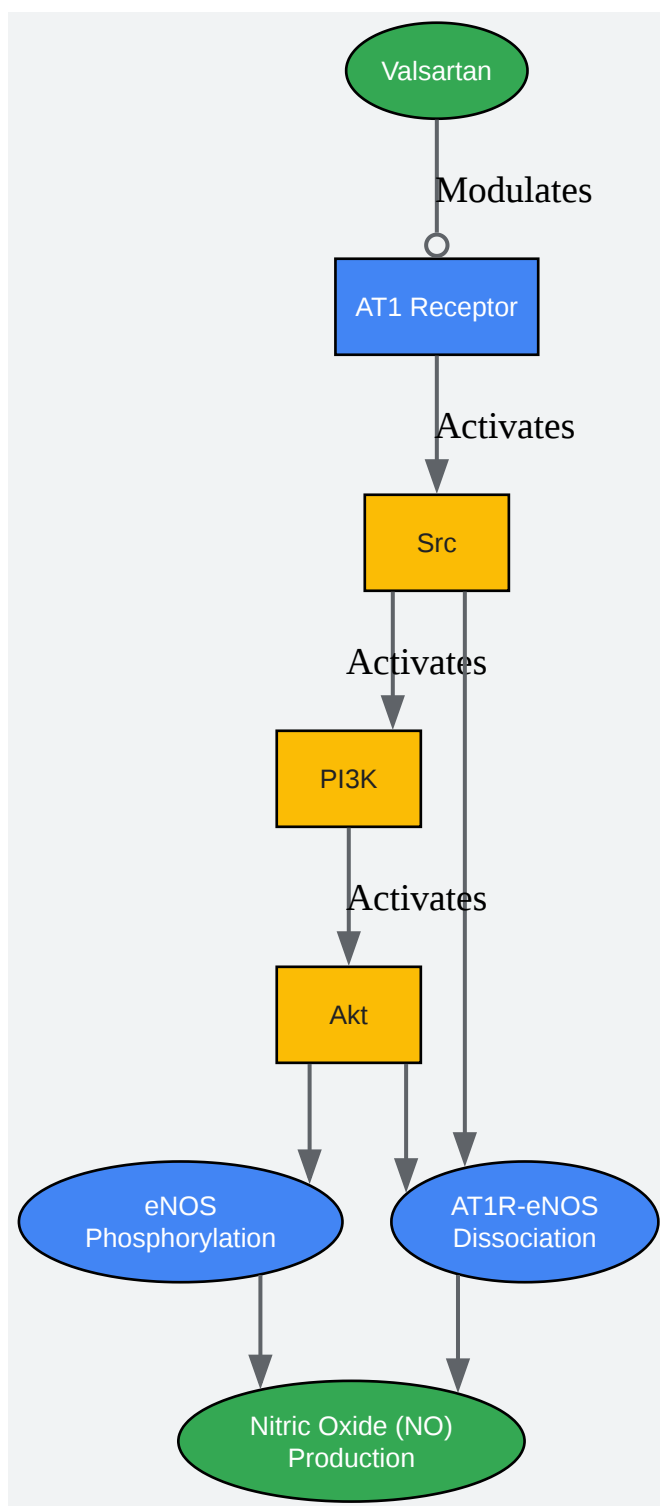 Valsartan
Modulates
AT1 Receptor
Activates
Src
Activates
PI3K
Activates
Akt
eNOS
Phosphorylation
AT1R-eNOS
Dissociation
Nitric Oxide (NO)
Production